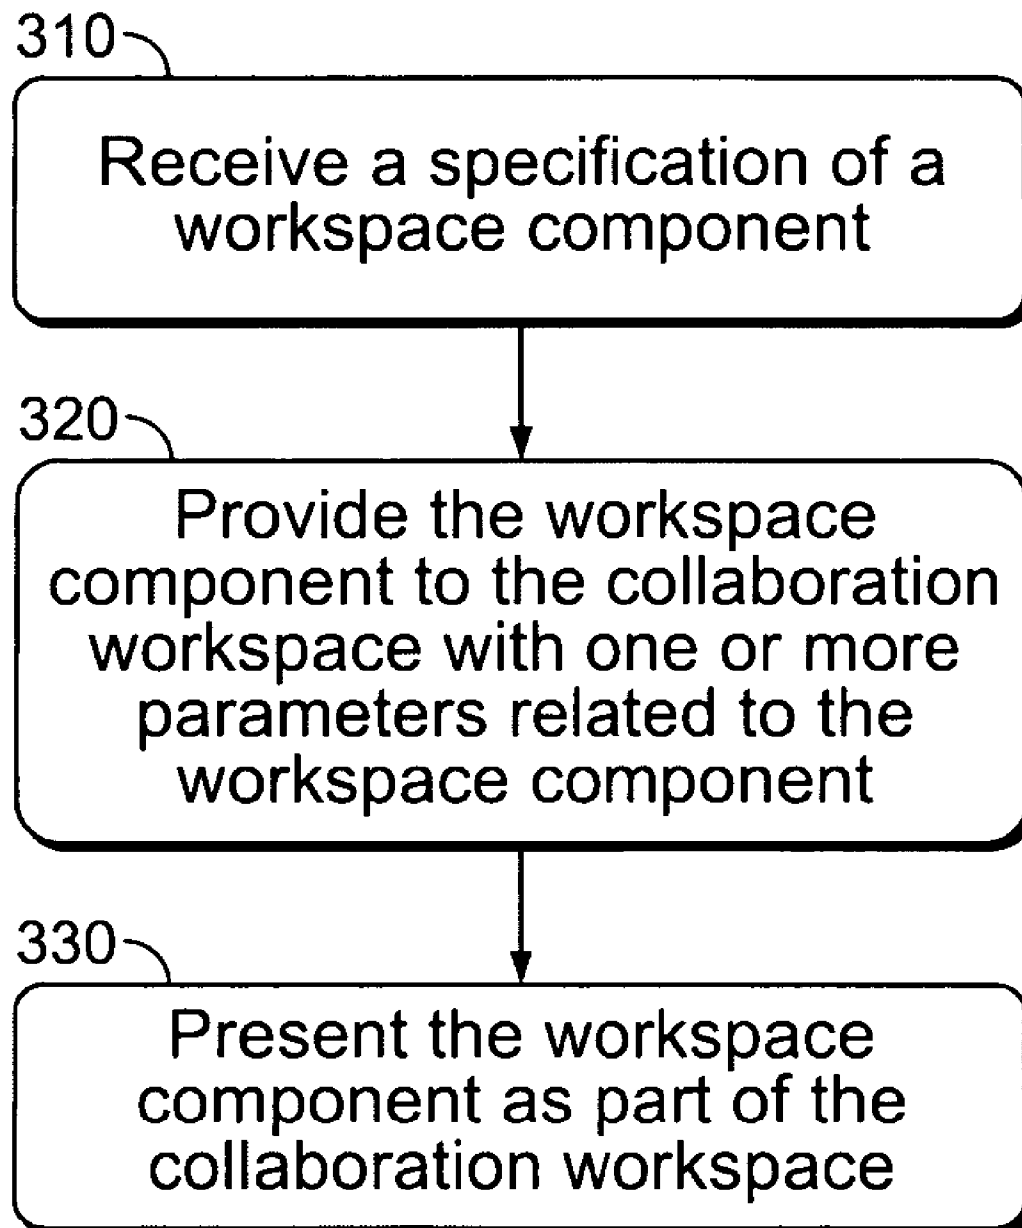 310
Receive a specification of a
workspace component
320
Provide the workspace
component to the collaboration
workspace with one or more
parameters related to the
workspace component
330
Present the workspace
component as part of the
collaboration workspace